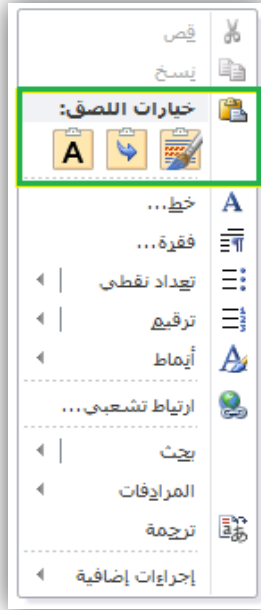 قص
نسخ
خيارات اللصق:
A
خط...
فقرة...
تعداد نقطي
ترقيم
أنماط
ارتباط تشعبي...
بحث
المرادفات
ترجمة
إجراءات إضافية